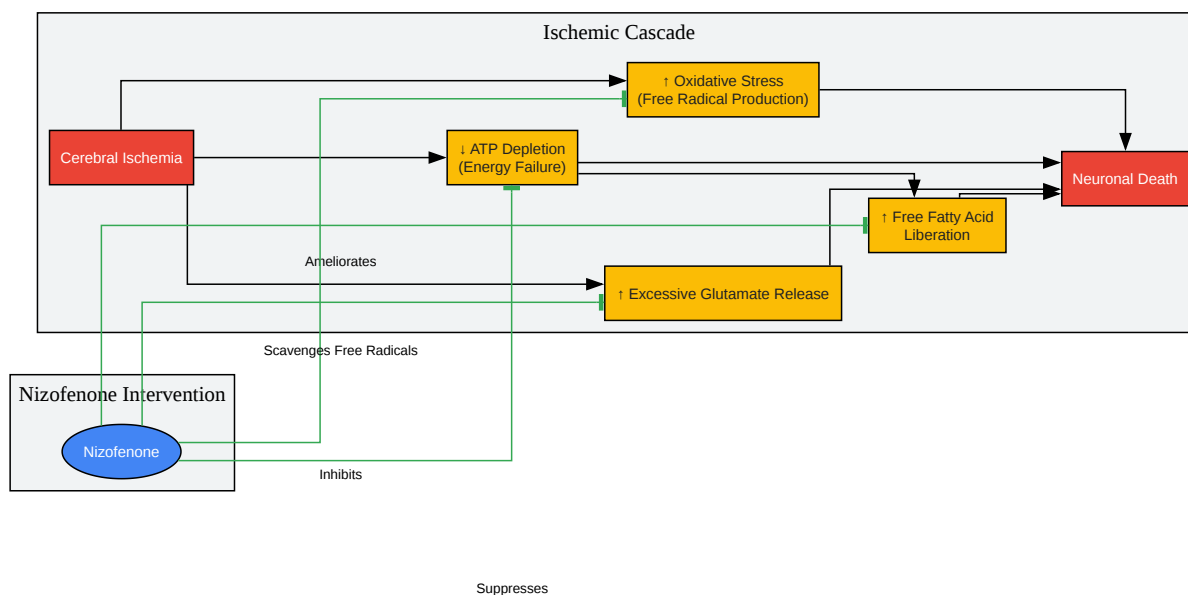 Ischemic Cascade
↑ Oxidative Stress
(Free Radical Production)
Cerebral Ischemia
↓ ATP Depletion
(Energy Failure)
Neuronal Death
↑ Free Fatty Acid
Liberation
Ameliorates
↑ Excessive Glutamate Release
Scavenges Free Radicals
Nizofenone Intervention
Nizofenone
Inhibits
Suppresses